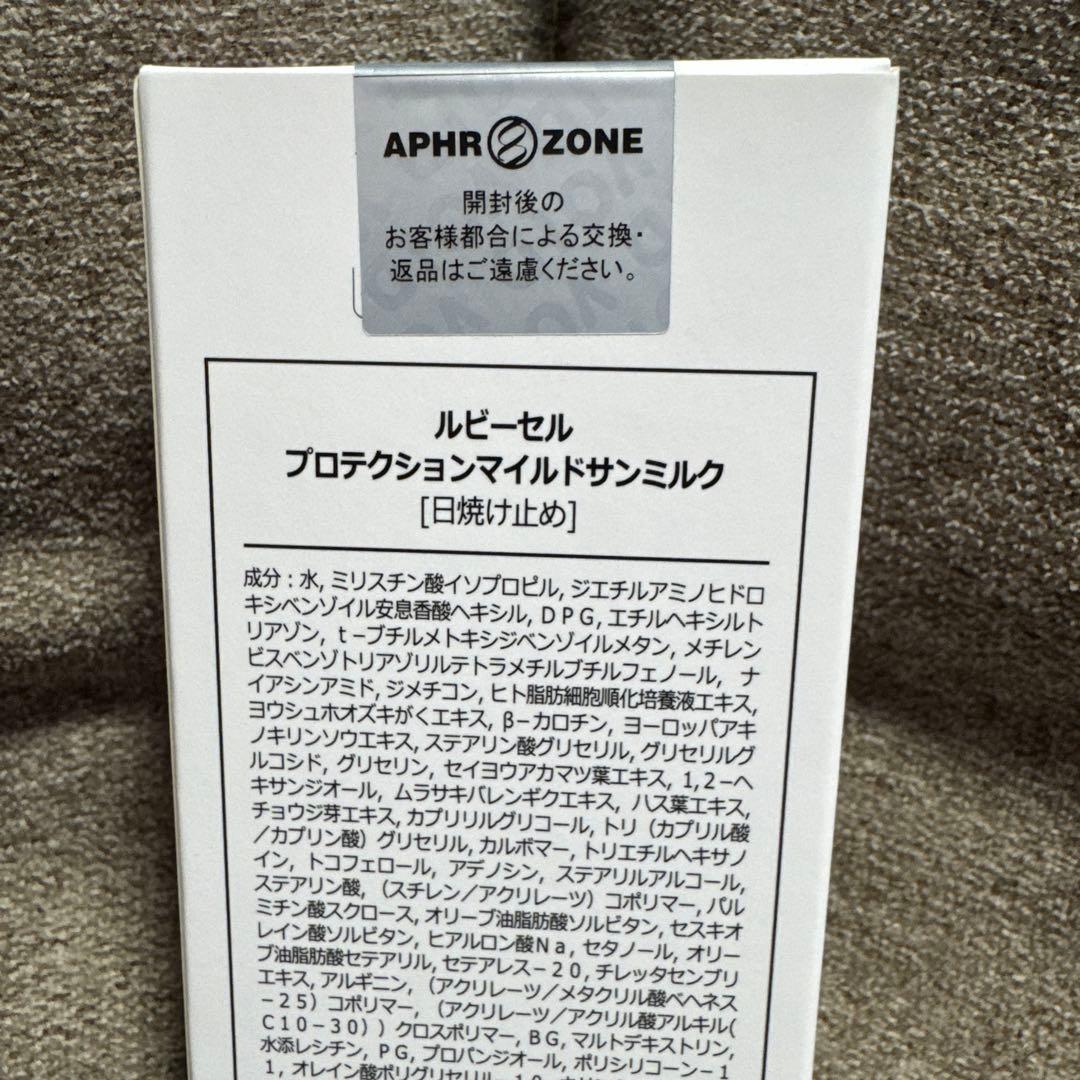 APHROZONE
開封後の
お客様都合による交換・
返品はご遠慮ください。
ルビーセル
プロテクションマイルドサンミルク
[日焼け止め]
成分：水, ミリスチン酸イソプロピル, ジエチルアミノヒドロ
キシベンゾイル安息香酸ヘキシル, DPG, エチルヘキシルト
リアゾン, t-ブチルメトキシジベンゾイルメタン, メチレン
ビスベンゾトリアゾリルテトラメチルブチルフェノール, ナ
イアシンアミド, ジメチコン, ヒト脂肪細胞順化培養液エキス,
ヨウシュホオズキがくエキス, β-カロチン, ヨーロッパアキ
ノキリンソウエキス, ステアリン酸グリセリル, グリセリルグ
ルコシド, グリセリン, セイヨウアカマツ葉エキス, 1,2-ヘ
キサンジオール, ムラサキバレンギクエキス, ハス葉エキス,
チョウジ芽エキス, カプリリルグリコール, トリ（カプリル酸
／カプリン酸）グリセリル, カルボマー, トリエチルヘキサノ
イン, トコフェロール, アデノシン, ステアリルアルコール,
ステアリン酸, （スチレン／アクリレーツ）コポリマー, パル
ミチン酸スクロース, オリーブ油脂肪酸ソルビタン, セスキオ
レイン酸ソルビタン, ヒアルロン酸Na, セタノール, オリー
ブ油脂肪酸セテアリル, セテアレス-20, チレッタセンブリ
エキス, アルギニン, （アクリレーツ／メタクリル酸ベヘネス
-25）コポリマー, （アクリレーツ／アクリル酸アルキル(
C10-30)）クロスポリマー, BG, マルトデキストリン,
水添レシチン, PG, プロパンジオール, ポリシリコーン-1
1, オレイン酸ポリグリセリル-10,